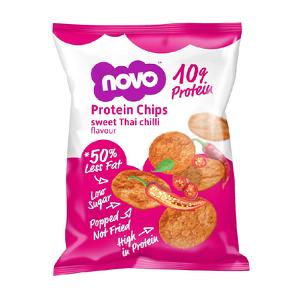 novo
10g
Protein
Protein Chips
sweet Thai chilli
flavour
*50%
Less Fat
Low
Sugar
Popped
Not Fried
High
in Protein